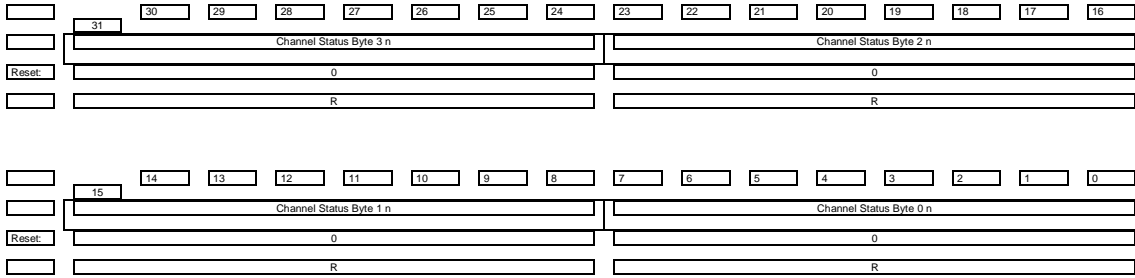 31 30 29 28 27 26 25 24 23 22 21 20 19 18 17 16
Channel Status Byte 3 n Channel Status Byte 2 n
Reset: 0 0
R R
15 14 13 12 11 10 9 8 7 6 5 4 3 2 1 0
Channel Status Byte 1 n Channel Status Byte 0 n
Reset: 0 0
R R